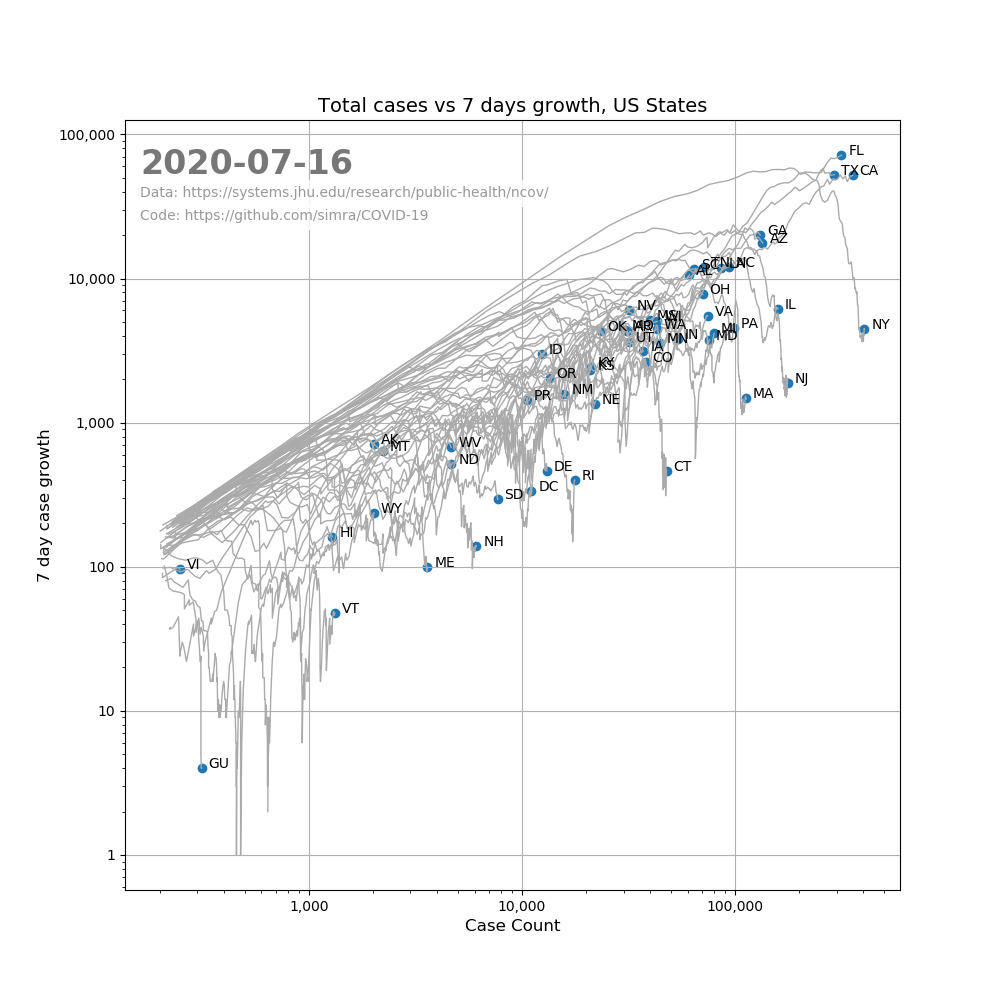 Total cases vs 7 days growth, US States
100,000
2020-07-16
Data: https://systems.jhu.edu/research/public-health/ncov/
Code: https://github.com/simra/COVID-19
FL
TX
CA
GA
AZ
10,000
SC
TN
LA
NC
AL
OH
NV
IL
VA
MS
WI
NY
OK
MO
AR
WA
MI
PA
UT
MN
IN
MD
ID
IA
CO
KY
KS
OR
NJ
NM
PR
NE
MA
1,000
AK
MT
WV
ND
DE
RI
CT
SD
DC
WY
HI
NH
100
VI
ME
VT
10
GU
1
7 day case growth
1,000
10,000
100,000
Case Count